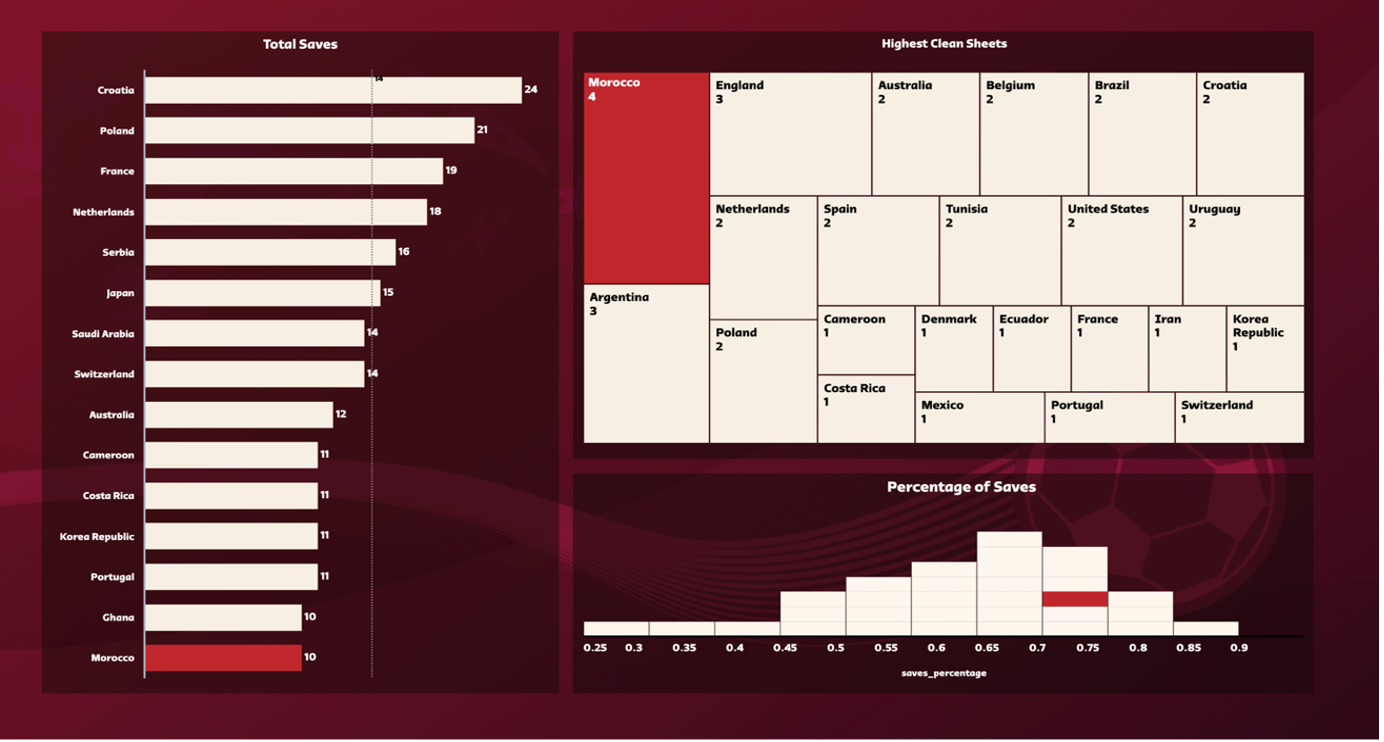 Total Saves
14
Croatia 24
Poland 21
France 19
Netherlands 18
Serbia 16
Japan 15
Saudi Arabia 14
Switzerland 14
Australia 12
Cameroon 11
Costa Rica 11
Korea Republic 11
Portugal 11
Ghana 10
Morocco 10
Highest Clean Sheets
Morocco
4
Argentina
3
England
3
Australia
2
Belgium
2
Brazil
2
Croatia
2
Netherlands
2
Poland
2
Spain
2
Tunisia
2
United States
2
Uruguay
2
Cameroon
1
Costa Rica
1
Denmark
1
Ecuador
1
France
1
Iran
1
Korea
Republic
1
Mexico
1
Portugal
1
Switzerland
1
Percentage of Saves
0.25 0.3 0.35 0.4 0.45 0.5 0.55 0.6 0.65 0.7 0.75 0.8 0.85 0.9
saves_percentage